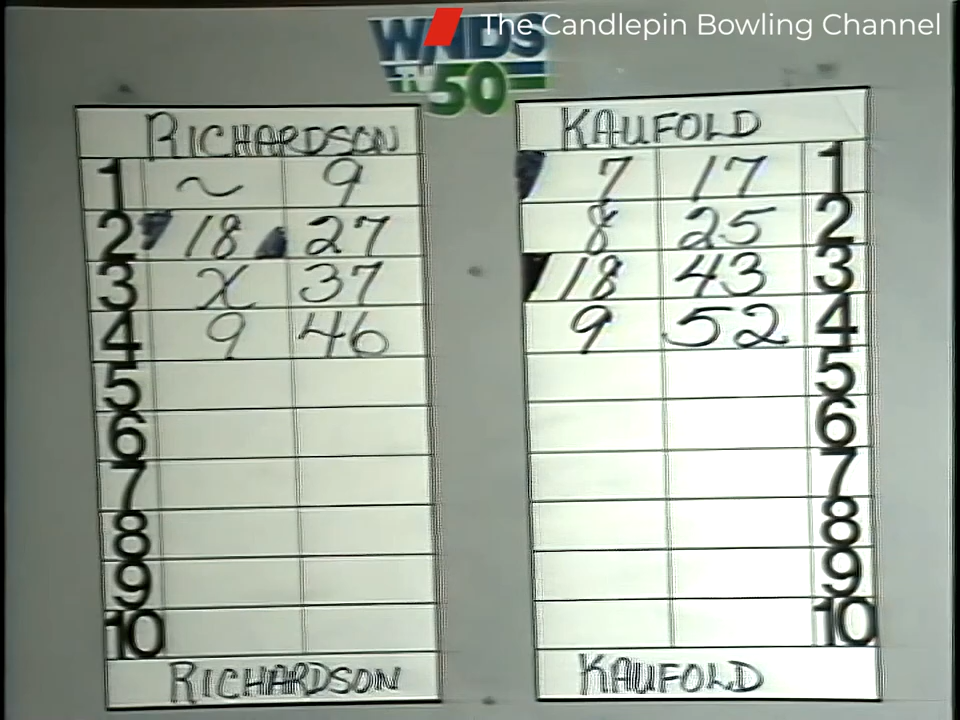 The Candlepin Bowling Channel
WNDS
TV 50
RICHARDSON
1 ~ 9
2 18 27
3 X 37
4 9 46
5
6
7
8
9
10
RICHARDSON
KAUFOLD
7 17 1
8 25 2
18 43 3
9 52 4
5
6
7
8
9
10
KAUFOLD